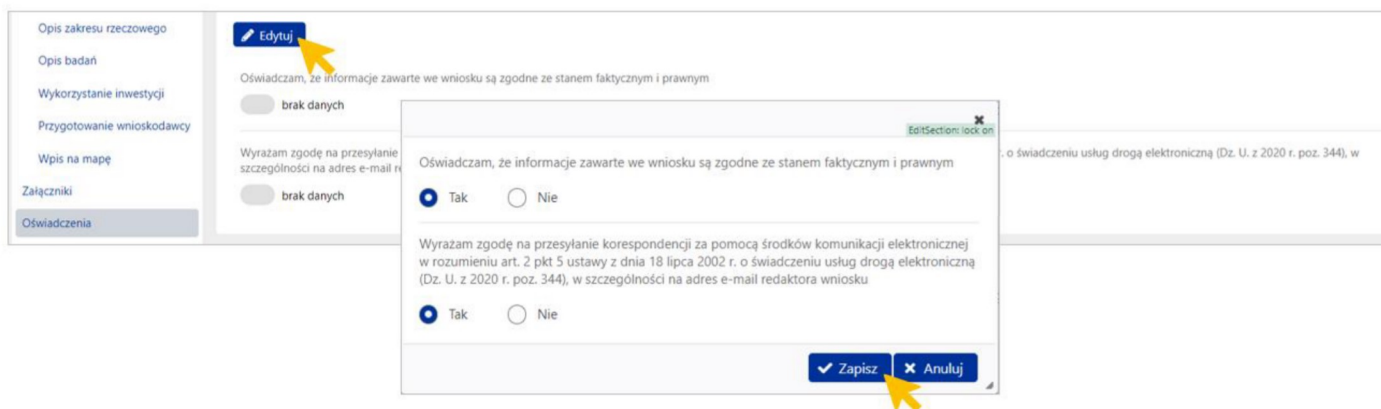 Opis zakresu rzeczowego
Opis badań
Wykorzystanie inwestycji
Przygotowanie wnioskodawcy
Wpis na mapę
Załączniki
Oświadczenia
Edytuj
Oświadczam, że informacje zawarte we wniosku są zgodne ze stanem faktycznym i prawnym
brak danych
Wyrażam zgodę na przesyłanie
. o świadczeniu usług drogą elektroniczną (Dz. U. z 2020 r. poz. 344), w
szczególności na adres e-mail
brak danych
EditSection: lock on
Oświadczam, że informacje zawarte we wniosku są zgodne ze stanem faktycznym i prawnym
Tak Nie
Wyrażam zgodę na przesyłanie korespondencji za pomocą środków komunikacji elektronicznej
w rozumieniu art. 2 pkt 5 ustawy z dnia 18 lipca 2002 r. o świadczeniu usług drogą elektroniczną
(Dz. U. z 2020 r. poz. 344), w szczególności na adres e-mail redaktora wniosku
Tak Nie
Zapisz Anuluj